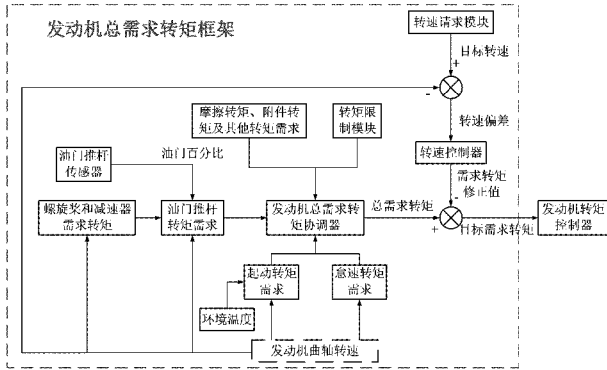 发动机总需求转矩框架
转速请求模块
+
目标转速
-
转速偏差
摩擦转矩、附件转
矩及其他转矩需求
转矩限
制模块
转速控制器
油门推杆
传感器
油门百分比
需求转矩
修正值
-
螺旋桨和减速器
需求转矩
油门推杆
转矩需求
发动机总需求转
矩协调器
总需求转矩
+
目标需求转矩
发动机转矩
控制器
起动转矩
需求
怠速转矩
需求
环境温度
发动机曲轴转速